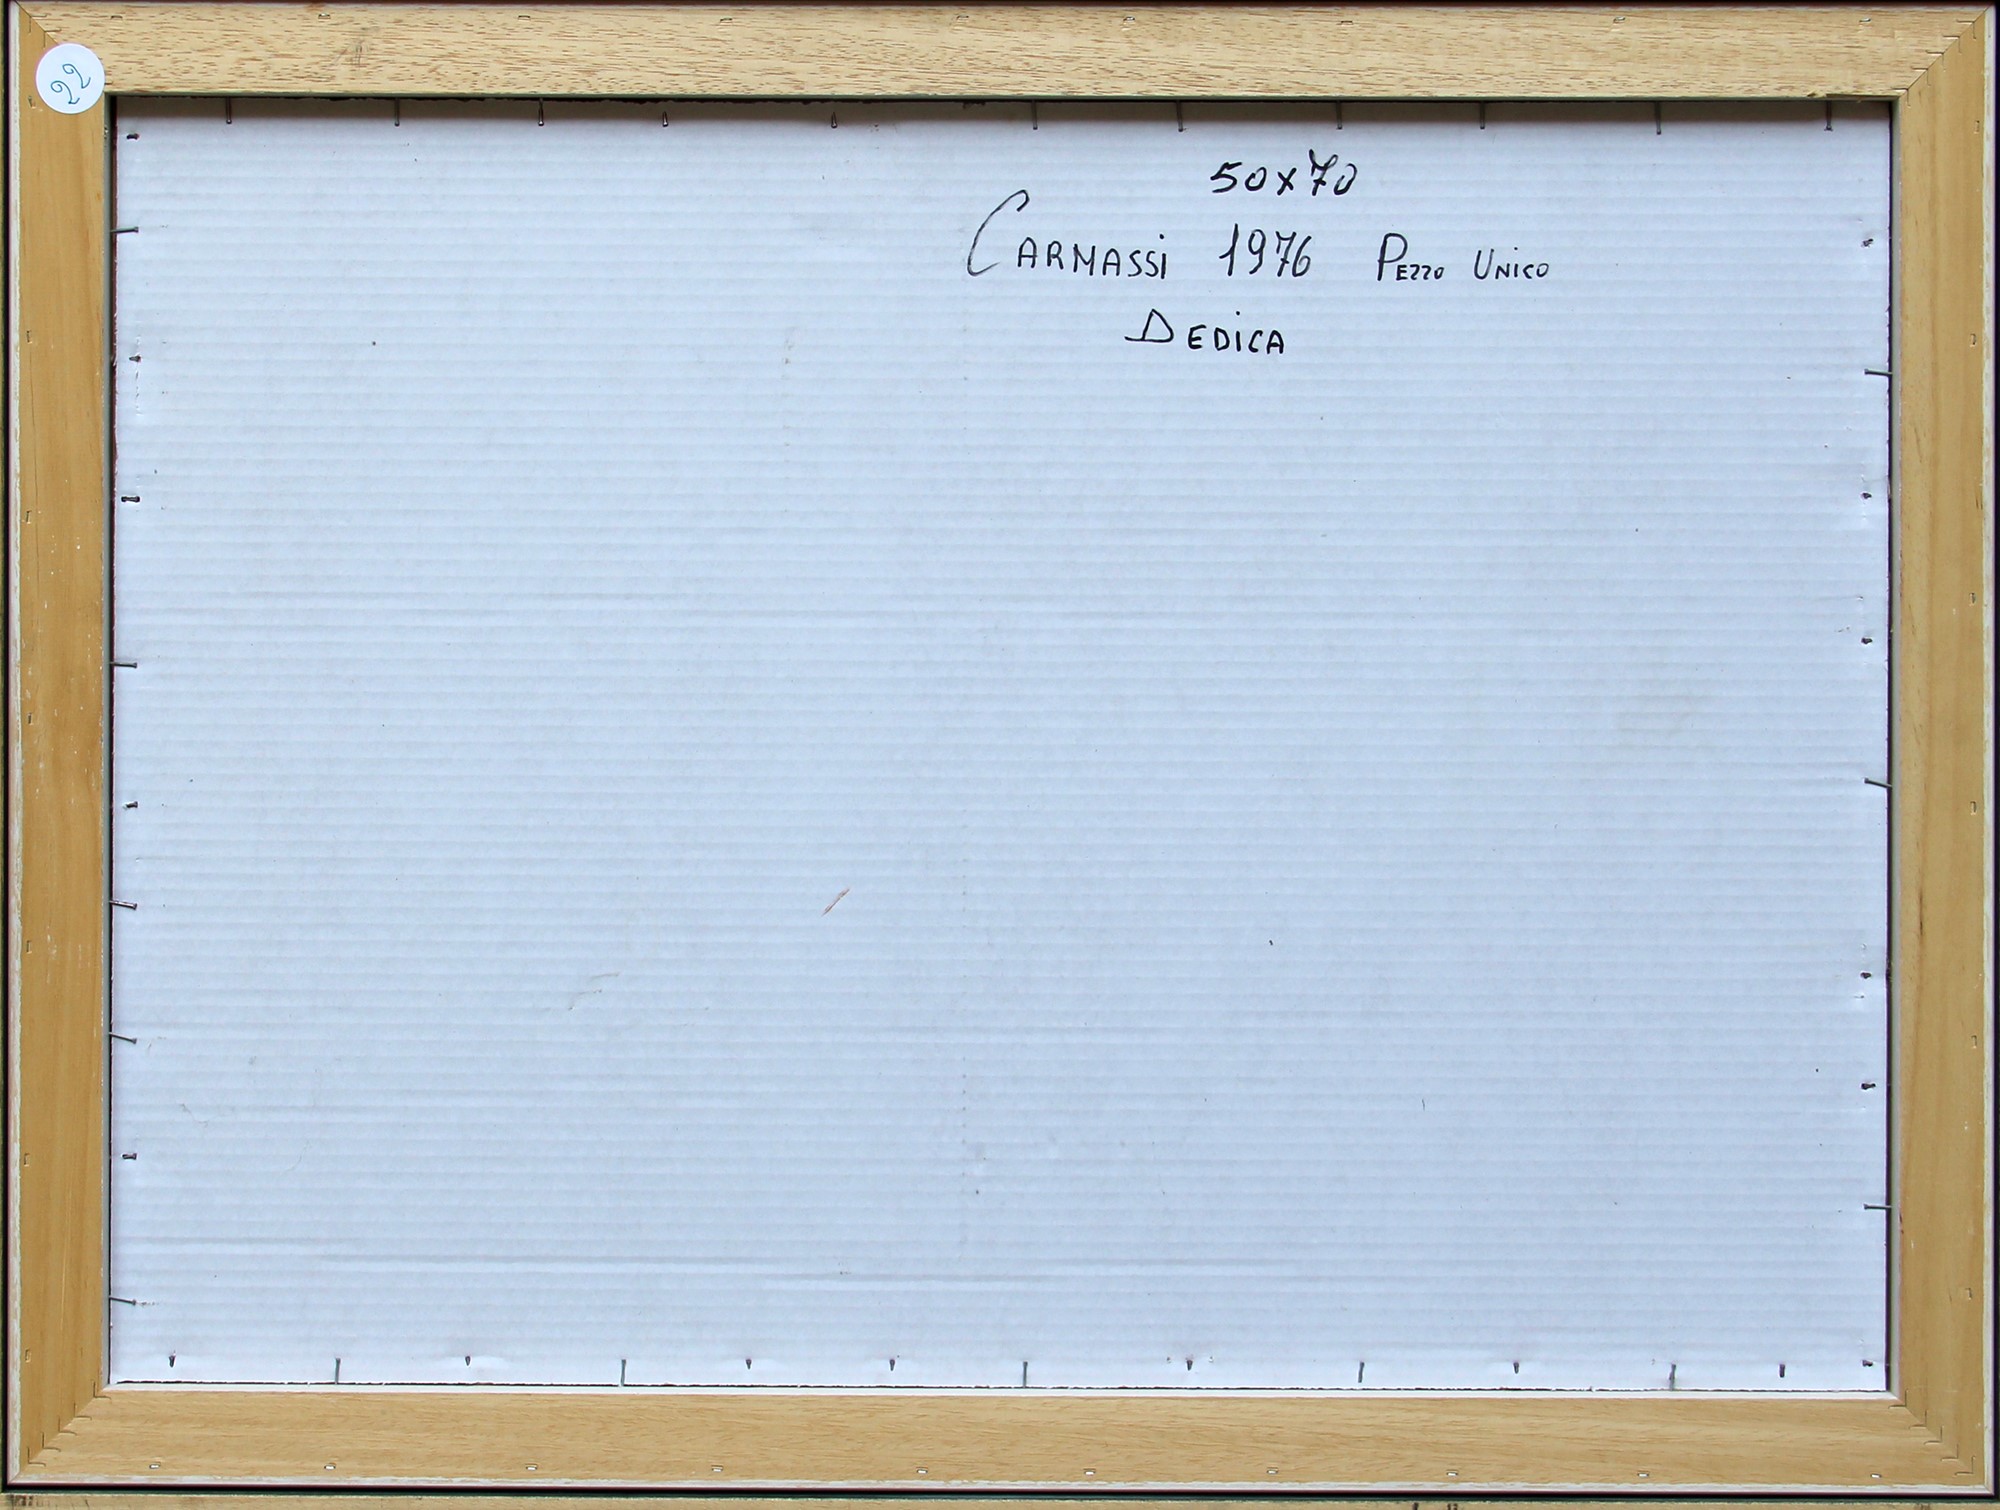 22
50x70
CARMASSI 1976 PEZZO UNICO
DEDICA